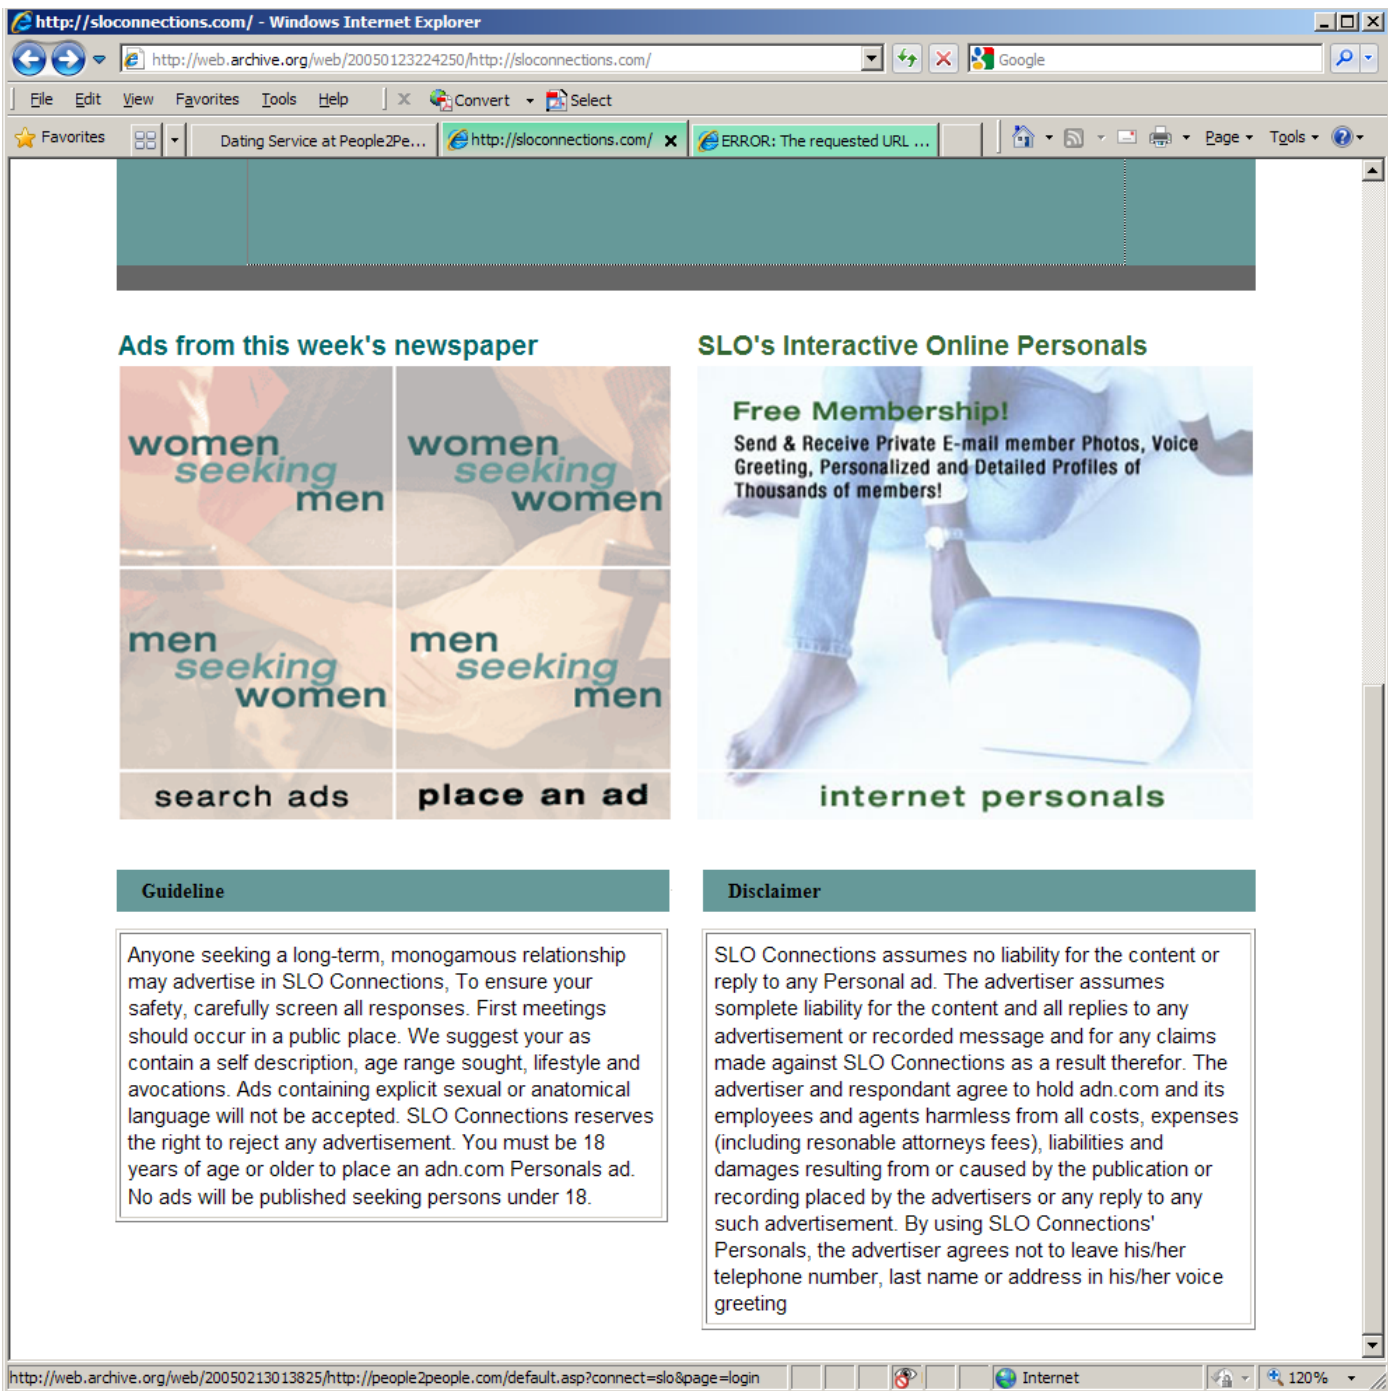 http://sloconnections.com/ - Windows Internet Explorer
http://web.archive.org/web/20050123224250/http://sloconnections.com/
Google
File Edit View Favorites Tools Help
Convert
Select
Favorites
Dating Service at People2Pe...
http://sloconnections.com/
ERROR: The requested URL ...
Page
Tools
Ads from this week's newspaper
women
seeking
men
women
seeking
women
men
seeking
women
men
seeking
men
search ads
place an ad
SLO's Interactive Online Personals
Free Membership!
Send & Receive Private E-mail member Photos, Voice
Greeting, Personalized and Detailed Profiles of
Thousands of members!
internet personals
Guideline
Anyone seeking a long-term, monogamous relationship
may advertise in SLO Connections, To ensure your
safety, carefully screen all responses. First meetings
should occur in a public place. We suggest your as
contain a self description, age range sought, lifestyle and
avocations. Ads containing explicit sexual or anatomical
language will not be accepted. SLO Connections reserves
the right to reject any advertisement. You must be 18
years of age or older to place an adn.com Personals ad.
No ads will be published seeking persons under 18.
Disclaimer
SLO Connections assumes no liability for the content or
reply to any Personal ad. The advertiser assumes
somplete liability for the content and all replies to any
advertisement or recorded message and for any claims
made against SLO Connections as a result therefor. The
advertiser and respondant agree to hold adn.com and its
employees and agents harmless from all costs, expenses
(including resonable attorneys fees), liabilities and
damages resulting from or caused by the publication or
recording placed by the advertisers or any reply to any
such advertisement. By using SLO Connections'
Personals, the advertiser agrees not to leave his/her
telephone number, last name or address in his/her voice
greeting
http://web.archive.org/web/20050213013825/http://people2people.com/default.asp?connect=slo&page=login
Internet
120%